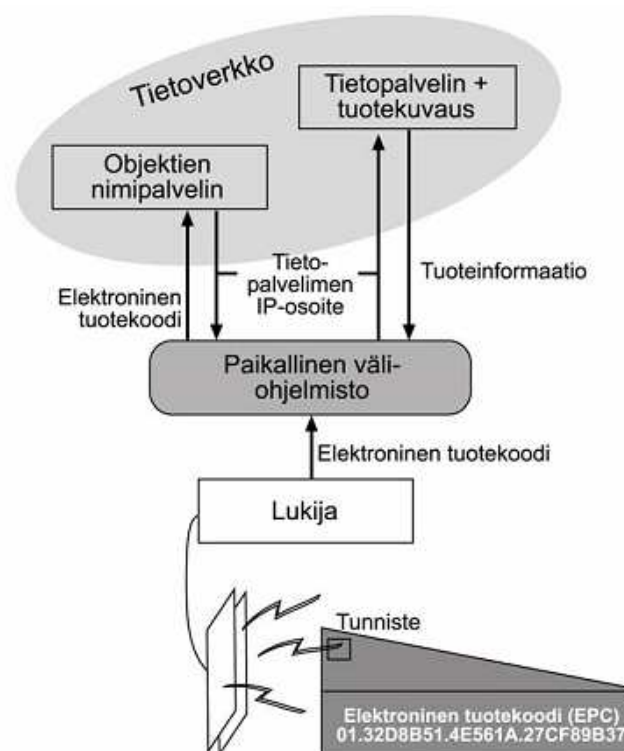 Tietoverkko
Tietopalvelin +
tuotekuvaus
Objektien
nimipalvelin
Elektroninen
tuotekoodi
Tieto-
palvelimen
IP-osoite
Tuoteinformaatio
Paikallinen väli-
ohjelmisto
Elektroninen tuotekoodi
Lukija
Tunniste
Elektroninen tuotekoodi (EPC)
01.32D8B51.4E561A.27CF89B37